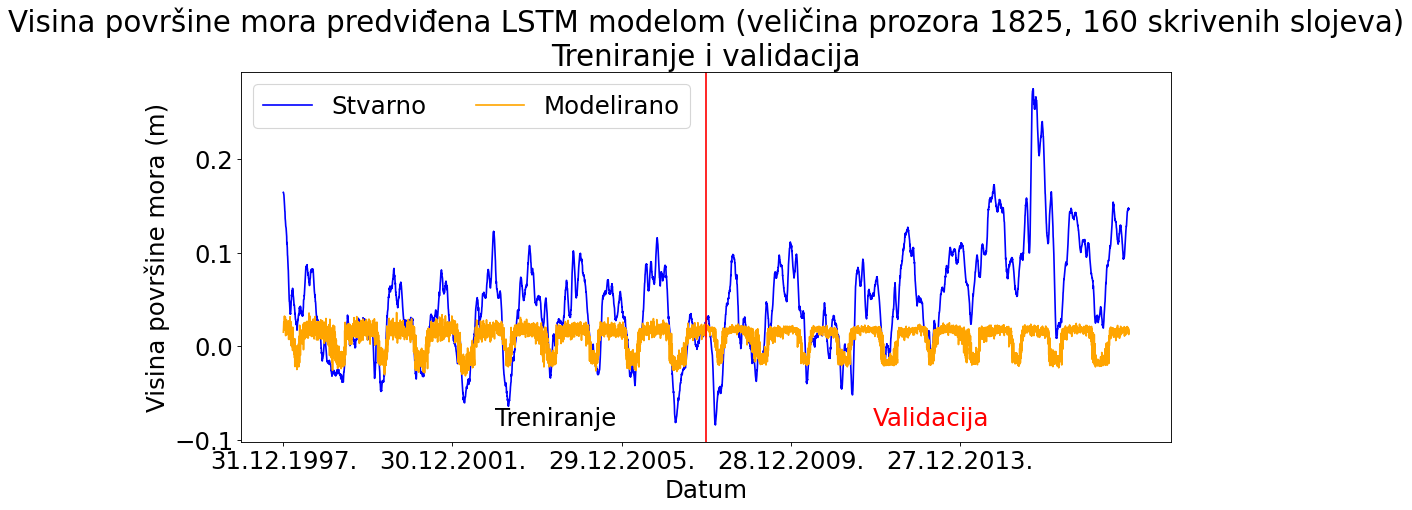 Visina površine mora predviđena LSTM modelom (veličina prozora 1825, 160 skrivenih slojeva)
Treniranje i validacija
Stvarno
Modelirano
Visina površine mora (m)
0.2
0.1
0.0
−0.1
Treniranje
Validacija
31.12.1997.
30.12.2001.
29.12.2005.
28.12.2009.
27.12.2013.
Datum